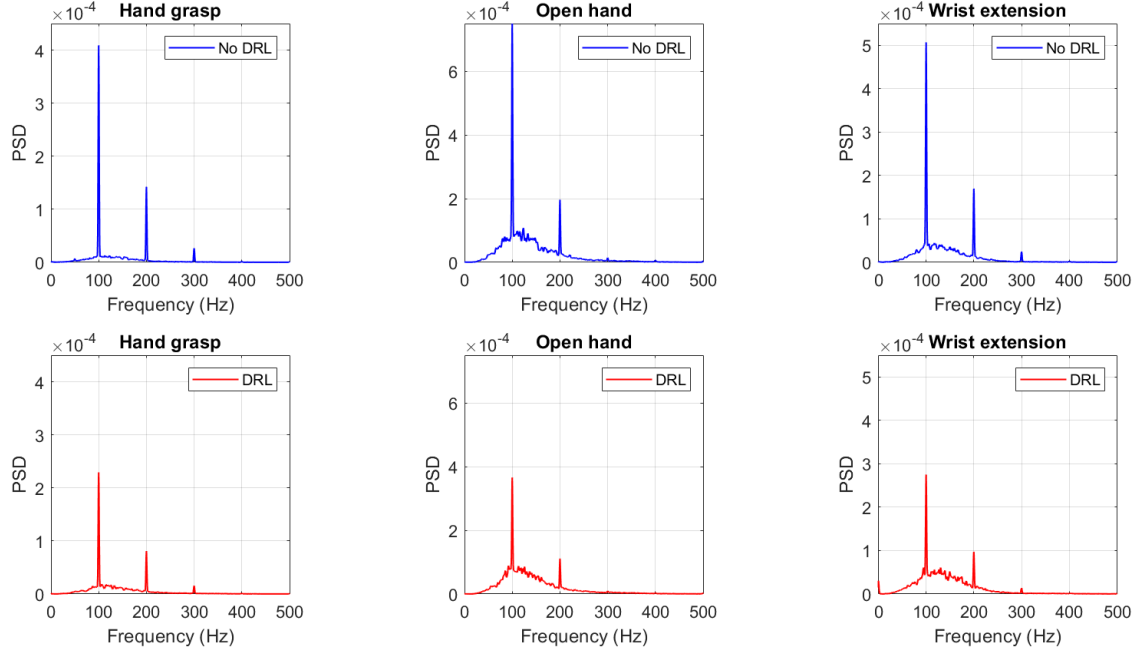 ×10⁻⁴ Hand grasp
No DRL
4
3
2
1
0
PSD
0 100 200 300 400 500
Frequency (Hz)
×10⁻⁴ Open hand
No DRL
6
4
2
0
PSD
0 100 200 300 400 500
Frequency (Hz)
×10⁻⁴ Wrist extension
No DRL
5
4
3
2
1
0
PSD
0 100 200 300 400 500
Frequency (Hz)
×10⁻⁴ Hand grasp
DRL
4
3
2
1
0
PSD
0 100 200 300 400 500
Frequency (Hz)
×10⁻⁴ Open hand
DRL
6
4
2
0
PSD
0 100 200 300 400 500
Frequency (Hz)
×10⁻⁴ Wrist extension
DRL
5
4
3
2
1
0
PSD
0 100 200 300 400 500
Frequency (Hz)